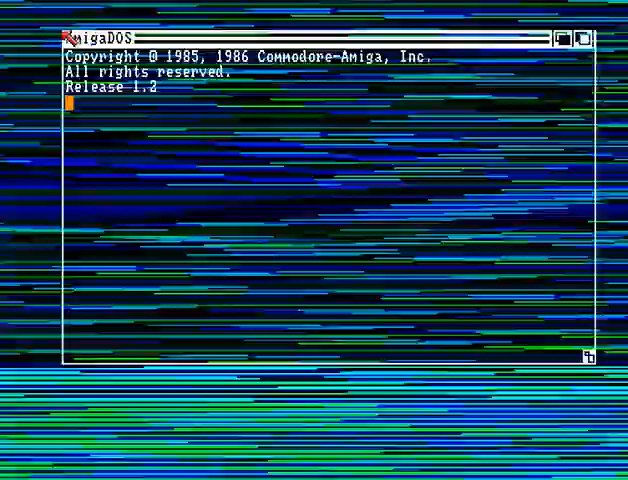 AmigaDOS
Copyright @ 1985, 1986 Commodore-Amiga, Inc.
All rights reserved.
Release 1.2